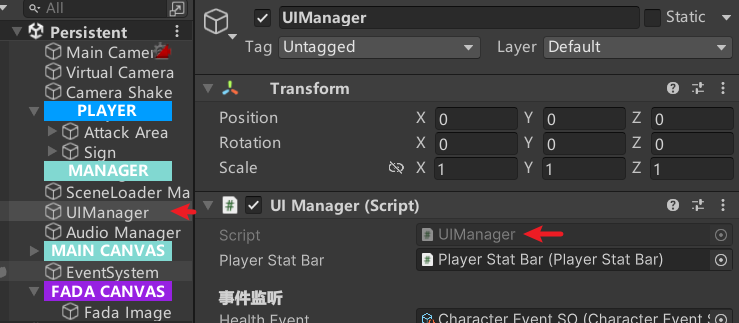 All
Persistent
Main Camera
Virtual Camera
Camera Shake
PLAYER
Attack Area
Sign
MANAGER
SceneLoader Ma
UIManager
Audio Manager
MAIN CANVAS
EventSystem
FADA CANVAS
Fada Image
UIManager
Static
Tag Untagged Layer Default
Transform
Position X 0 Y 0 Z 0
Rotation X 0 Y 0 Z 0
Scale X 1 Y 1 Z 1
UI Manager (Script)
Script UIManager
Player Stat Bar Player Stat Bar (Player Stat Bar)
事件监听
Health Event Character Event SO (Character Event S